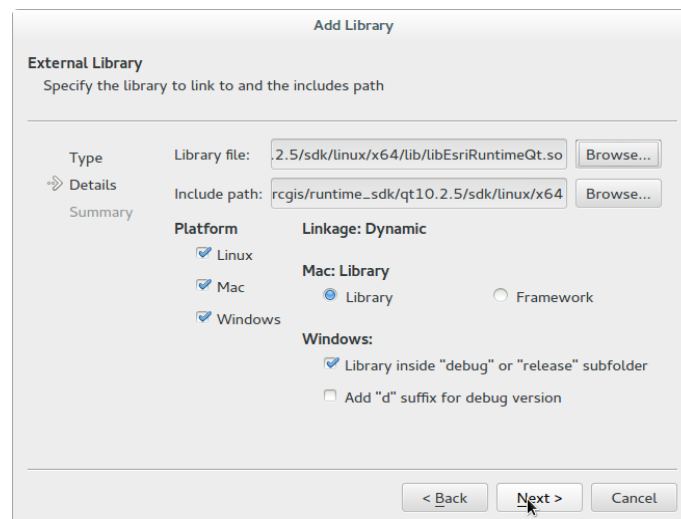 Add Library
External Library
Specify the library to link to and the includes path
Type
Details
Summary
Library file: .2.5/sdk/linux/x64/lib/libEsriRuntimeQt.so Browse...
Include path: rcgis/runtime_sdk/qt10.2.5/sdk/linux/x64 Browse...
Platform
Linux
Mac
Windows
Linkage: Dynamic
Mac: Library
Library Framework
Windows:
Library inside "debug" or "release" subfolder
Add "d" suffix for debug version
< Back Next > Cancel